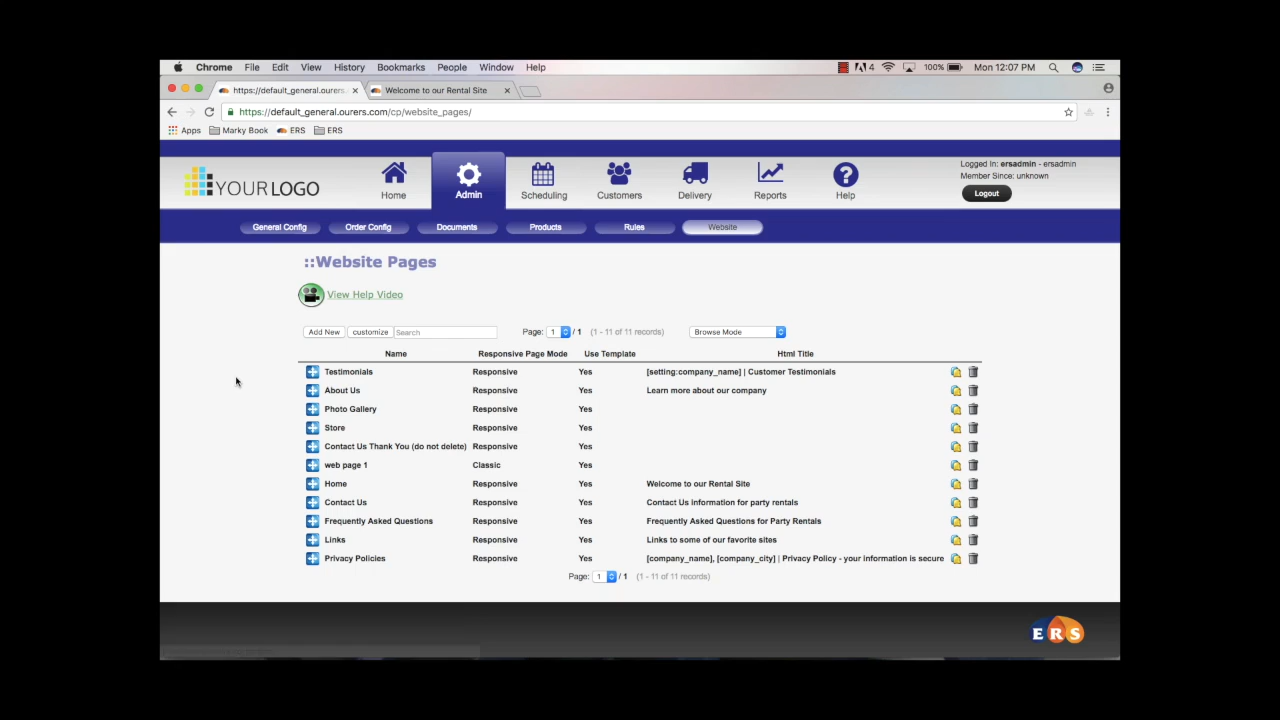 Chrome File Edit View History Bookmarks People Window Help 4 100% Mon 12:07 PM
https://default_general.ourers. Welcome to our Rental Site
https://default_general.ourers.com/cp/website_pages/
Apps Marky Book ERS ERS
YOUR LOGO
Home Admin Scheduling Customers Delivery Reports Help
Logged In: ersadmin - ersadmin
Member Since: unknown
Logout
General Config Order Config Documents Products Rules Website
::Website Pages
View Help Video
Add New customize Search Page: 1 / 1 (1 - 11 of 11 records) Browse Mode
Name Responsive Page Mode Use Template Html Title
Testimonials Responsive Yes [setting:company_name] | Customer Testimonials
About Us Responsive Yes Learn more about our company
Photo Gallery Responsive Yes
Store Responsive Yes
Contact Us Thank You (do not delete) Responsive Yes
web page 1 Classic Yes
Home Responsive Yes Welcome to our Rental Site
Contact Us Responsive Yes Contact Us information for party rentals
Frequently Asked Questions Responsive Yes Frequently Asked Questions for Party Rentals
Links Responsive Yes Links to some of our favorite sites
Privacy Policies Responsive Yes [company_name], [company_city] | Privacy Policy - your information is secure
Page: 1 / 1 (1 - 11 of 11 records)
ERS